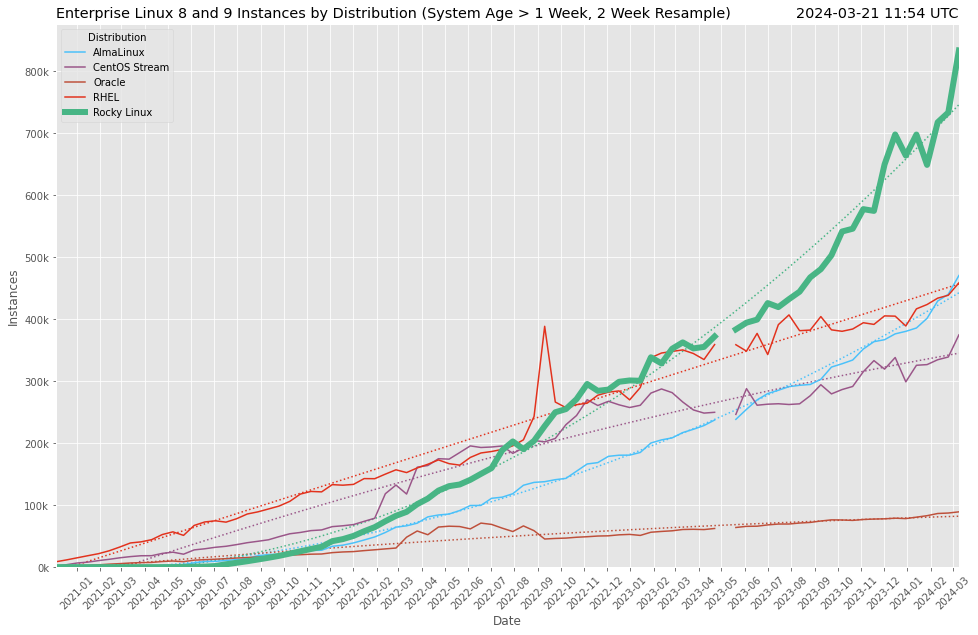 Enterprise Linux 8 and 9 Instances by Distribution (System Age > 1 Week, 2 Week Resample)
2024-03-21 11:54 UTC
Distribution
AlmaLinux
CentOS Stream
Oracle
RHEL
Rocky Linux
800k
700k
600k
500k
400k
300k
200k
100k
0k
Instances
2021-01
2021-02
2021-03
2021-04
2021-05
2021-06
2021-07
2021-08
2021-09
2021-10
2021-11
2021-12
2022-01
2022-02
2022-03
2022-04
2022-05
2022-06
2022-07
2022-08
2022-09
2022-10
2022-11
2022-12
2023-01
2023-02
2023-03
2023-04
2023-05
2023-06
2023-07
2023-08
2023-09
2023-10
2023-11
2023-12
2024-01
2024-02
2024-03
Date